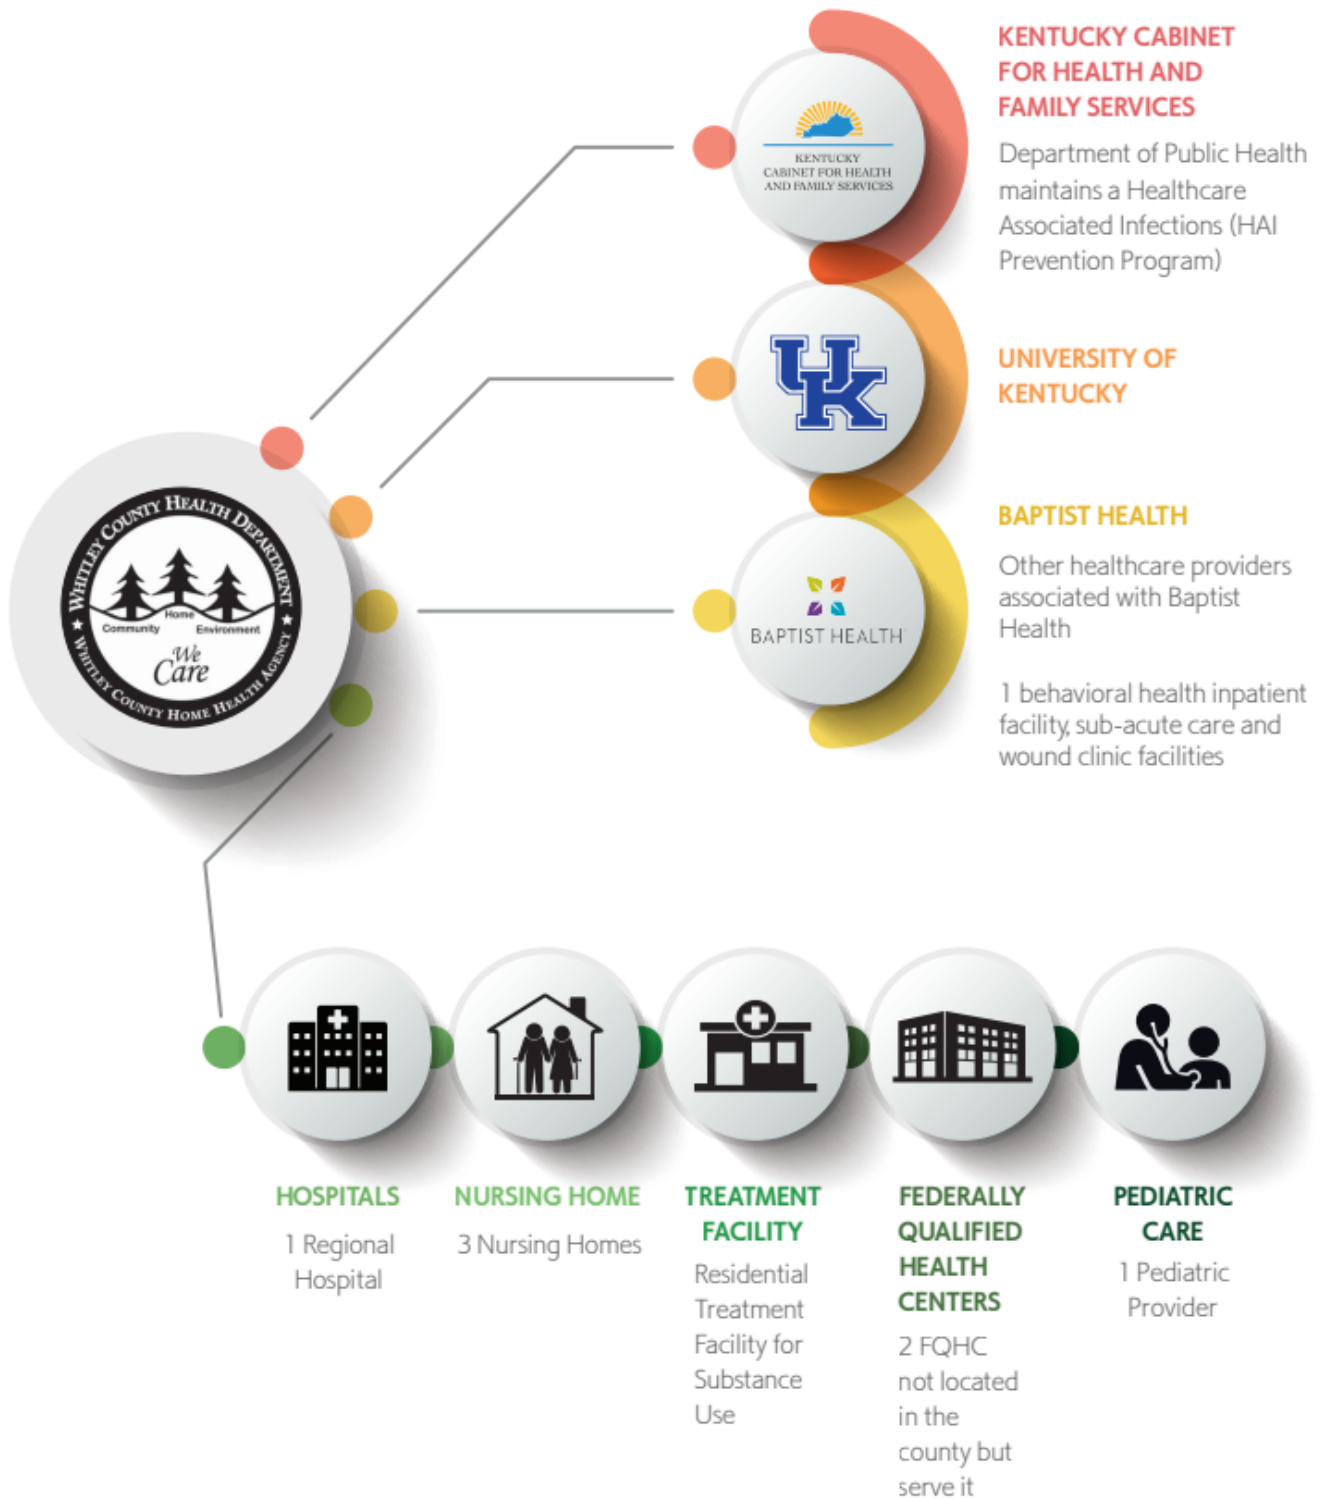 KENTUCKY CABINET
FOR HEALTH AND
FAMILY SERVICES
Department of Public Health
maintains a Healthcare
Associated Infections (HAI
Prevention Program)
KENTUCKY
CABINET FOR HEALTH
AND FAMILY SERVICES
UNIVERSITY OF
KENTUCKY
UK
BAPTIST HEALTH
Other healthcare providers
associated with Baptist
Health
1 behavioral health inpatient
facility, sub-acute care and
wound clinic facilities
BAPTIST HEALTH
WHITLEY COUNTY HEALTH DEPARTMENT
Home
Community
Environment
We
Care
WHITLEY COUNTY HOME HEALTH AGENCY
HOSPITALS
1 Regional
Hospital
NURSING HOME
3 Nursing Homes
TREATMENT
FACILITY
Residential
Treatment
Facility for
Substance
Use
FEDERALLY
QUALIFIED
HEALTH
CENTERS
2 FQHC
not located
in the
county but
serve it
PEDIATRIC
CARE
1 Pediatric
Provider